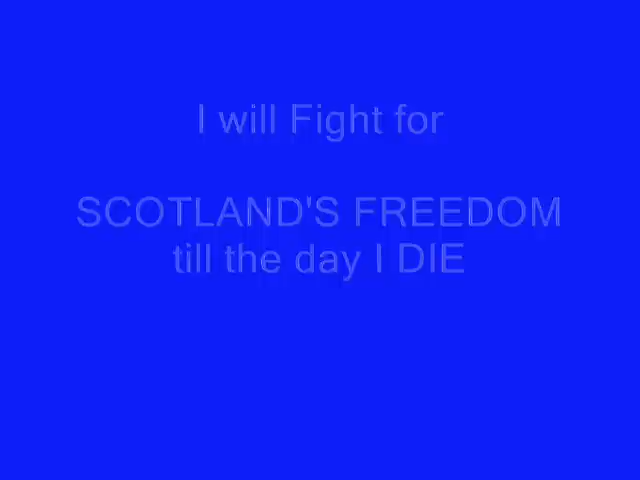 I will Fight for
SCOTLAND'S FREEDOM
till the day I DIE